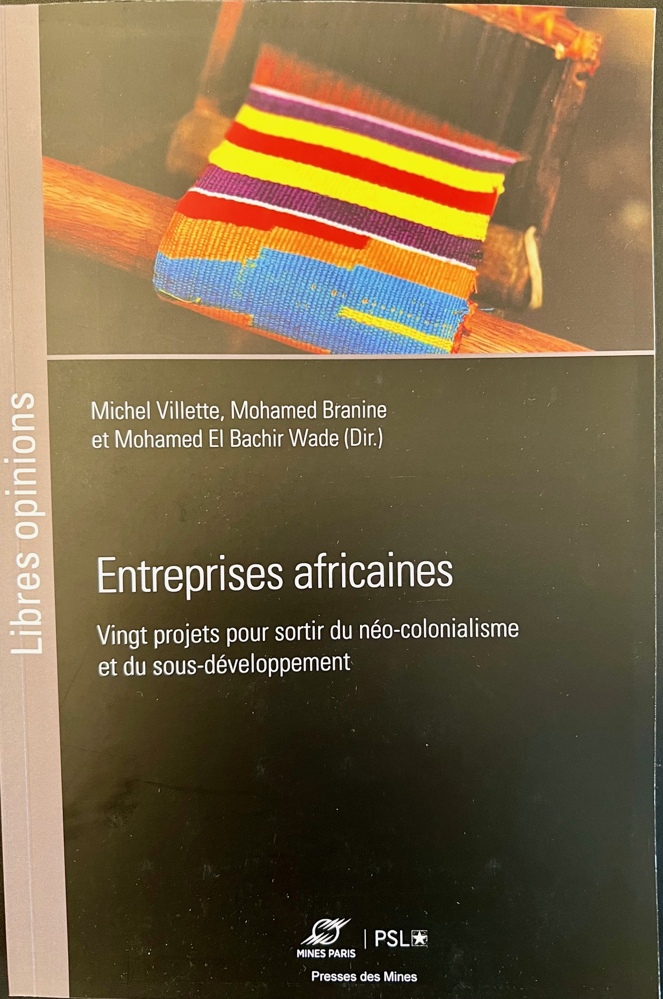 Libres opinions
Michel Villette, Mohamed Branine
et Mohamed El Bachir Wade (Dir.)
Entreprises africaines
Vingt projets pour sortir du néo-colonialisme
et du sous-développement
MINES PARIS
PSL
Presses des Mines